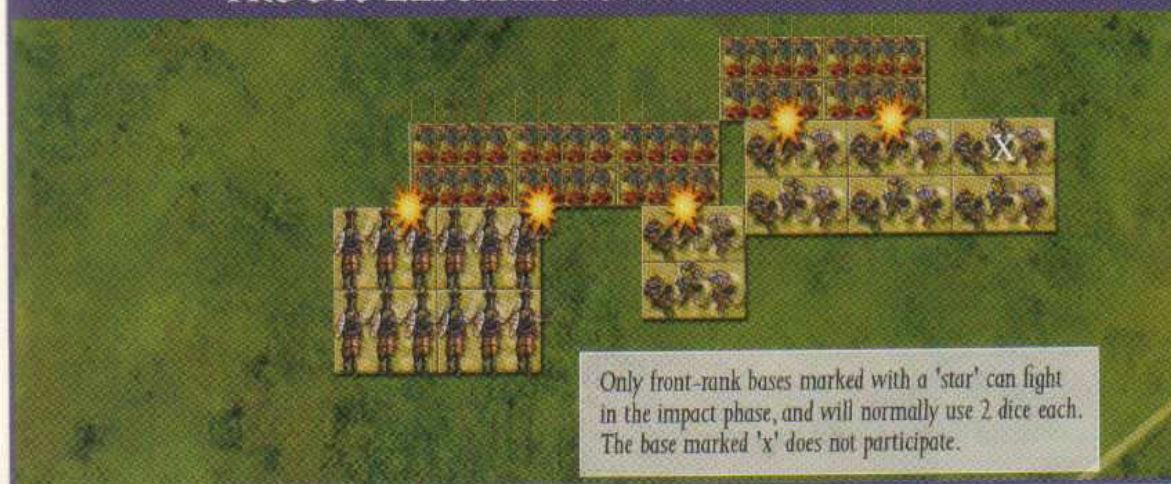 X
Only front-rank bases marked with a 'star' can fight
in the impact phase, and will normally use 2 dice each.
The base marked 'x' does not participate.